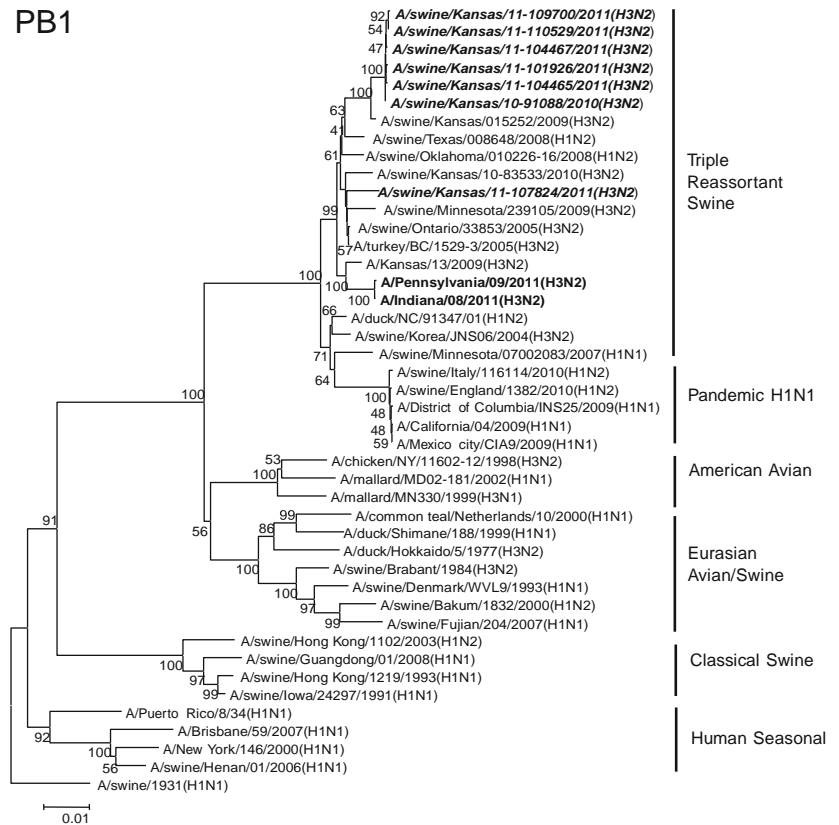 PB1
92
A/swine/Kansas/11-109700/2011(H3N2)
54
A/swine/Kansas/11-110529/2011(H3N2)
47
A/swine/Kansas/11-104467/2011(H3N2)
100
A/swine/Kansas/11-101926/2011(H3N2)
A/swine/Kansas/11-104465/2011(H3N2)
100
A/swine/Kansas/10-91088/2010(H3N2)
63
A/swine/Kansas/015252/2009(H3N2)
41
A/swine/Texas/008648/2008(H1N2)
61
A/swine/Oklahoma/010226-16/2008(H1N2)
Triple
Reassortant
Swine
A/swine/Kansas/10-83533/2010(H3N2)
A/swine/Kansas/11-107824/2011(H3N2)
99
A/swine/Minnesota/239105/2009(H3N2)
A/swine/Ontario/33853/2005(H3N2)
57
A/turkey/BC/1529-3/2005(H3N2)
A/Kansas/13/2009(H3N2)
100
100
A/Pennsylvania/09/2011(H3N2)
100
A/Indiana/08/2011(H3N2)
66
A/duck/NC/91347/01(H1N2)
A/swine/Korea/JNS06/2004(H3N2)
71
A/swine/Minnesota/07002083/2007(H1N1)
64
A/swine/Italy/116114/2010(H1N2)
A/swine/England/1382/2010(H1N2)
100
100
Pandemic H1N1
A/District of Columbia/INS25/2009(H1N1)
48
A/California/04/2009(H1N1)
48
A/Mexico city/CIA9/2009(H1N1)
59
A/chicken/NY/11602-12/1998(H3N2)
53
American Avian
A/mallard/MD02-181/2002(H1N1)
100
A/mallard/MN330/1999(H3N1)
A/common teal/Netherlands/10/2000(H1N1)
99
86
A/duck/Shimane/188/1999(H1N1)
56
A/duck/Hokkaido/5/1977(H3N2)
Eurasian
Avian/Swine
100
A/swine/Brabant/1984(H3N2)
100
A/swine/Denmark/WVL9/1993(H1N1)
97
A/swine/Bakum/1832/2000(H1N2)
99
A/swine/Fujian/204/2007(H1N1)
91
A/swine/Hong Kong/1102/2003(H1N2)
100
A/swine/Guangdong/01/2008(H1N1)
Classical Swine
97
A/swine/Hong Kong/1219/1993(H1N1)
99
A/swine/Iowa/24297/1991(H1N1)
A/Puerto Rico/8/34(H1N1)
92
A/Brisbane/59/2007(H1N1)
Human Seasonal
100
A/New York/146/2000(H1N1)
56
A/swine/Henan/01/2006(H1N1)
A/swine/1931(H1N1)
0.01